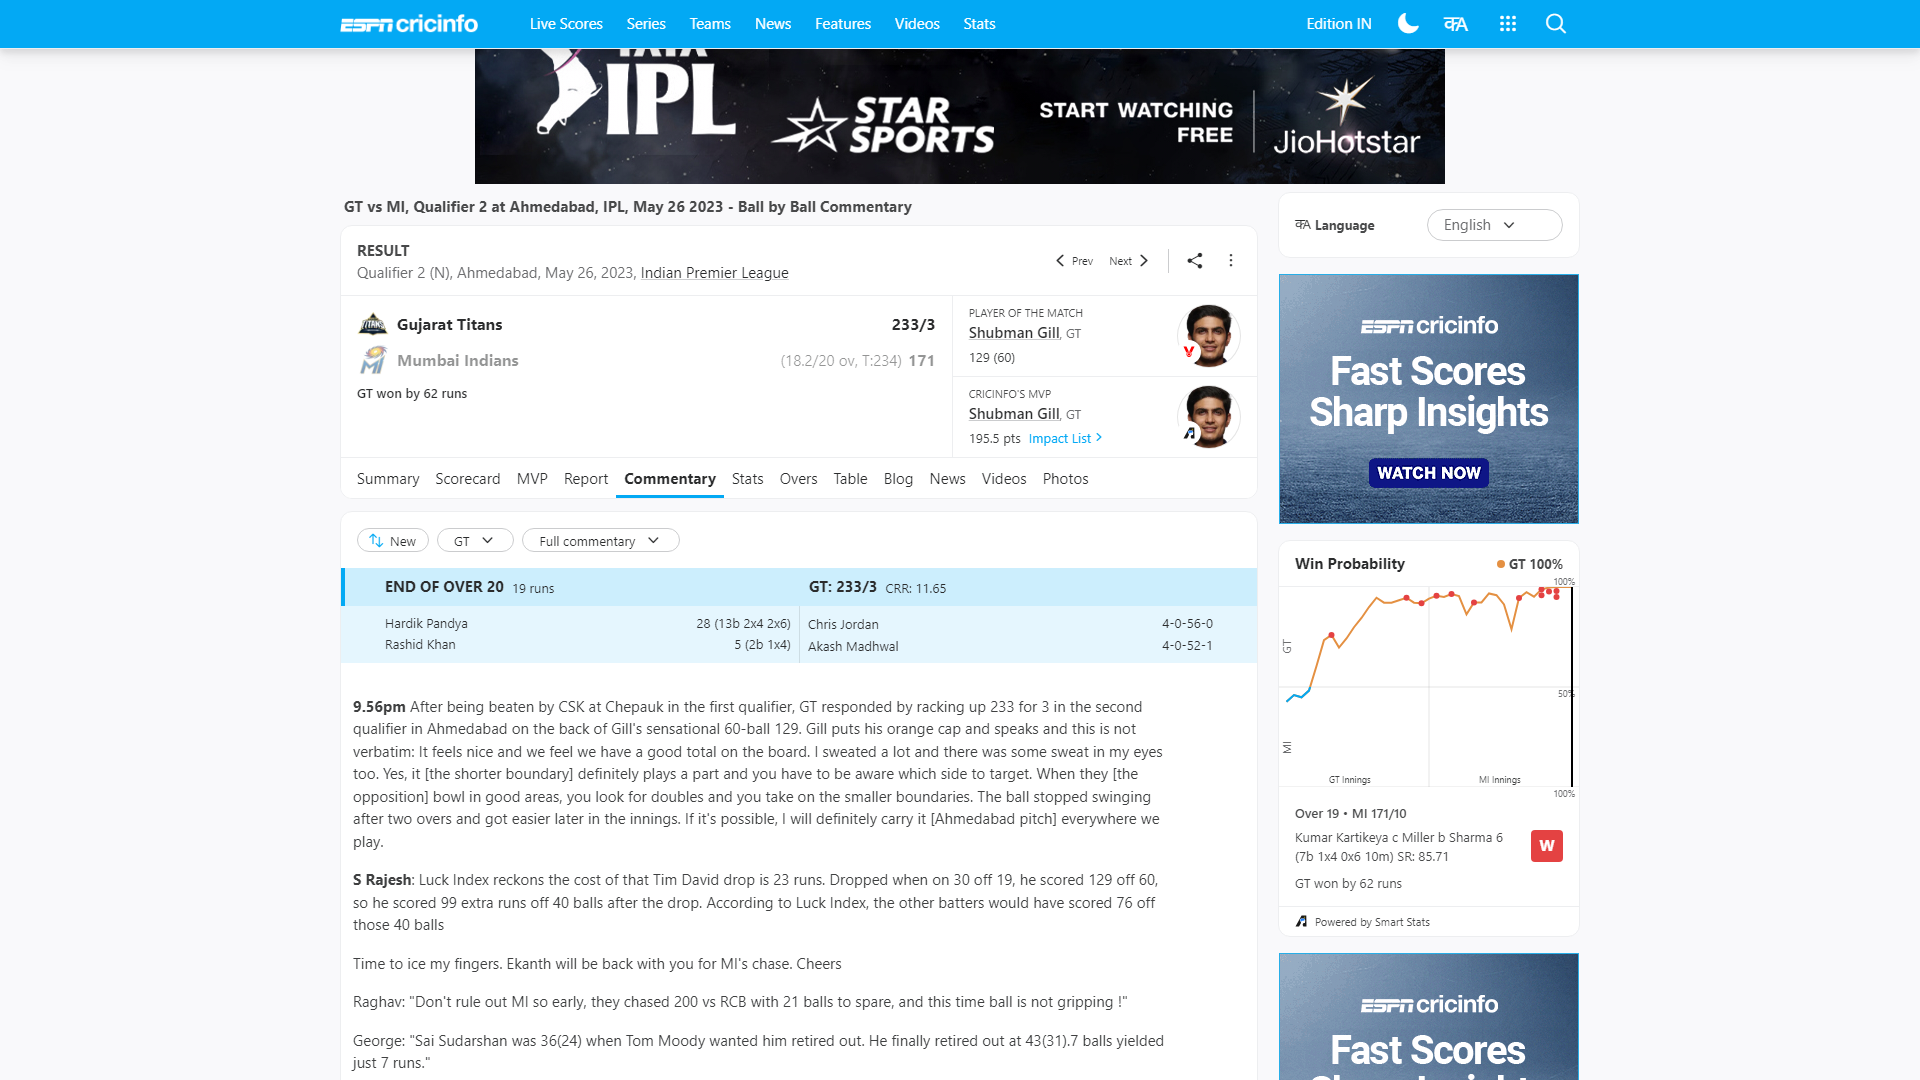 ESPN cricinfo Live Scores Series Teams News Features Videos Stats Edition IN
TATA
IPL
STAR
SPORTS
START WATCHING
FREE
JioHotstar
GT vs MI, Qualifier 2 at Ahmedabad, IPL, May 26 2023 - Ball by Ball Commentary
RESULT
Qualifier 2 (N), Ahmedabad, May 26, 2023, Indian Premier League
Prev Next
Gujarat Titans 233/3
Mumbai Indians (18.2/20 ov, T:234) 171
GT won by 62 runs
PLAYER OF THE MATCH
Shubman Gill, GT
129 (60)
CRICINFO'S MVP
Shubman Gill, GT
195.5 pts Impact List
Summary Scorecard MVP Report Commentary Stats Overs Table Blog News Videos Photos
New GT Full commentary
END OF OVER 20 19 runs GT: 233/3 CRR: 11.65
Hardik Pandya 28 (13b 2x4 2x6)
Rashid Khan 5 (2b 1x4)
Chris Jordan 4-0-56-0
Akash Madhwal 4-0-52-1
9.56pm After being beaten by CSK at Chepauk in the first qualifier, GT responded by racking up 233 for 3 in the second
qualifier in Ahmedabad on the back of Gill's sensational 60-ball 129. Gill puts his orange cap and speaks and this is not
verbatim: It feels nice and we feel we have a good total on the board. I sweated a lot and there was some sweat in my eyes
too. Yes, it [the shorter boundary] definitely plays a part and you have to be aware which side to target. When they [the
opposition] bowl in good areas, you look for doubles and you take on the smaller boundaries. The ball stopped swinging
after two overs and got easier later in the innings. If it's possible, I will definitely carry it [Ahmedabad pitch] everywhere we
play.
S Rajesh: Luck Index reckons the cost of that Tim David drop is 23 runs. Dropped when on 30 off 19, he scored 129 off 60,
so he scored 99 extra runs off 40 balls after the drop. According to Luck Index, the other batters would have scored 76 off
those 40 balls
Time to ice my fingers. Ekanth will be back with you for MI's chase. Cheers
Raghav: "Don't rule out MI so early, they chased 200 vs RCB with 21 balls to spare, and this time ball is not gripping !"
George: "Sai Sudarshan was 36(24) when Tom Moody wanted him retired out. He finally retired out at 43(31).7 balls yielded
just 7 runs."
Language English
ESPN cricinfo
Fast Scores
Sharp Insights
WATCH NOW
Win Probability GT 100%
100%
GT
50%
MI
GT Innings MI Innings
100%
Over 19 • MI 171/10
Kumar Kartikeya c Miller b Sharma 6
(7b 1x4 0x6 10m) SR: 85.71
W
GT won by 62 runs
Powered by Smart Stats
ESPN cricinfo
Fast Scores
Sharp Insights